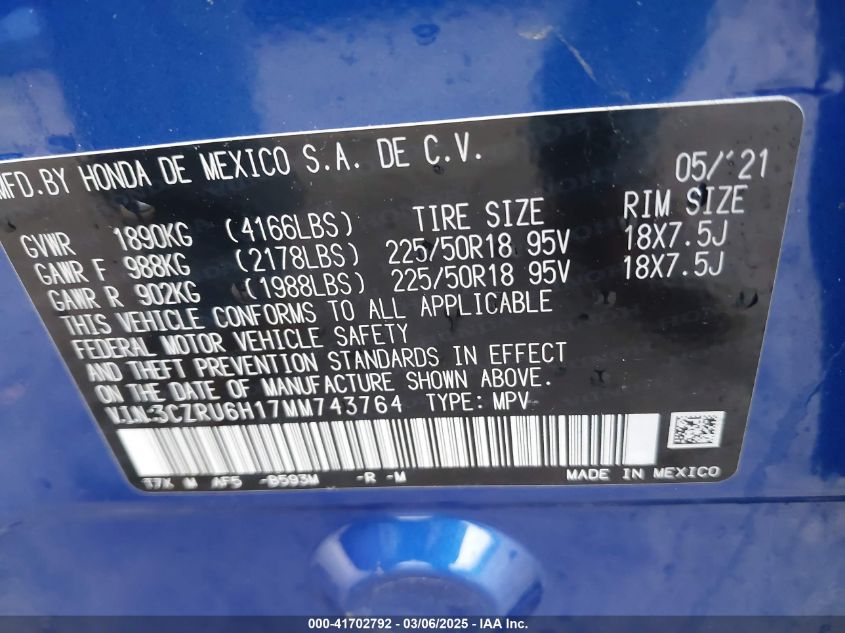 MFD.BY HONDA DE MEXICO S.A. DE C.V. 05/'21
GVWR 1890KG (4166LBS) TIRE SIZE RIM SIZE
GAWR F 988KG (2178LBS) 225/50R18 95V 18X7.5J
GAWR R 902KG (1988LBS) 225/50R18 95V 18X7.5J
THIS VEHICLE CONFORMS TO ALL APPLICABLE
FEDERAL MOTOR VEHICLE SAFETY
AND THEFT PREVENTION STANDARDS IN EFFECT
ON THE DATE OF MANUFACTURE SHOWN ABOVE.
V.I.N. 3CZRU6H17MM743764 TYPE: MPV
17X M AF5 -B593M -R -M MADE IN MEXICO
000-41702792 - 03/06/2025 - IAA Inc.